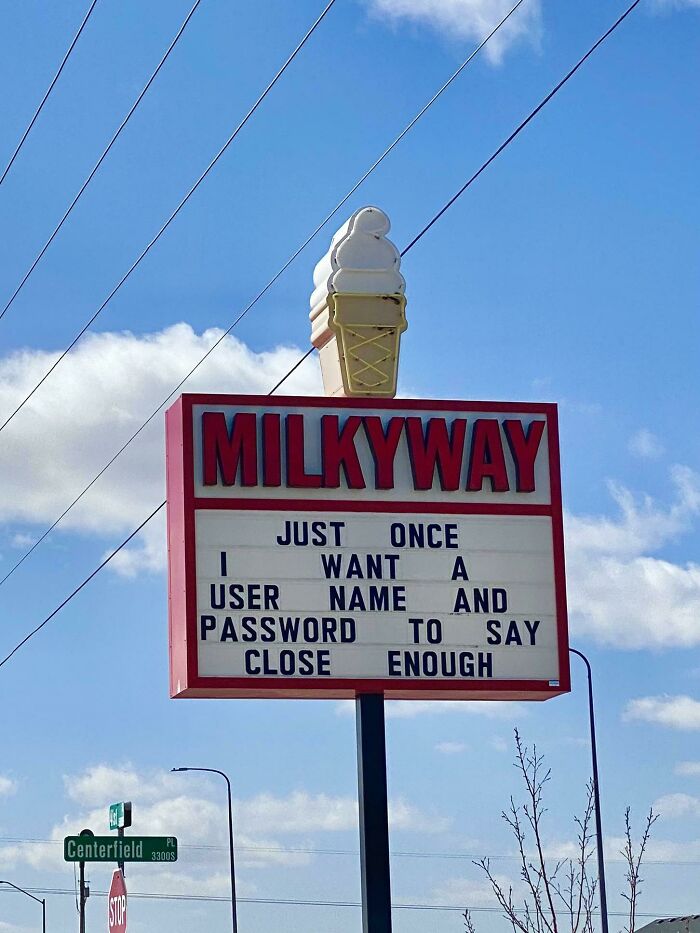 MILKYWAY
JUST ONCE
I WANT A
USER NAME AND
PASSWORD TO SAY
CLOSE ENOUGH
Centerfield PL
3300S
STOP